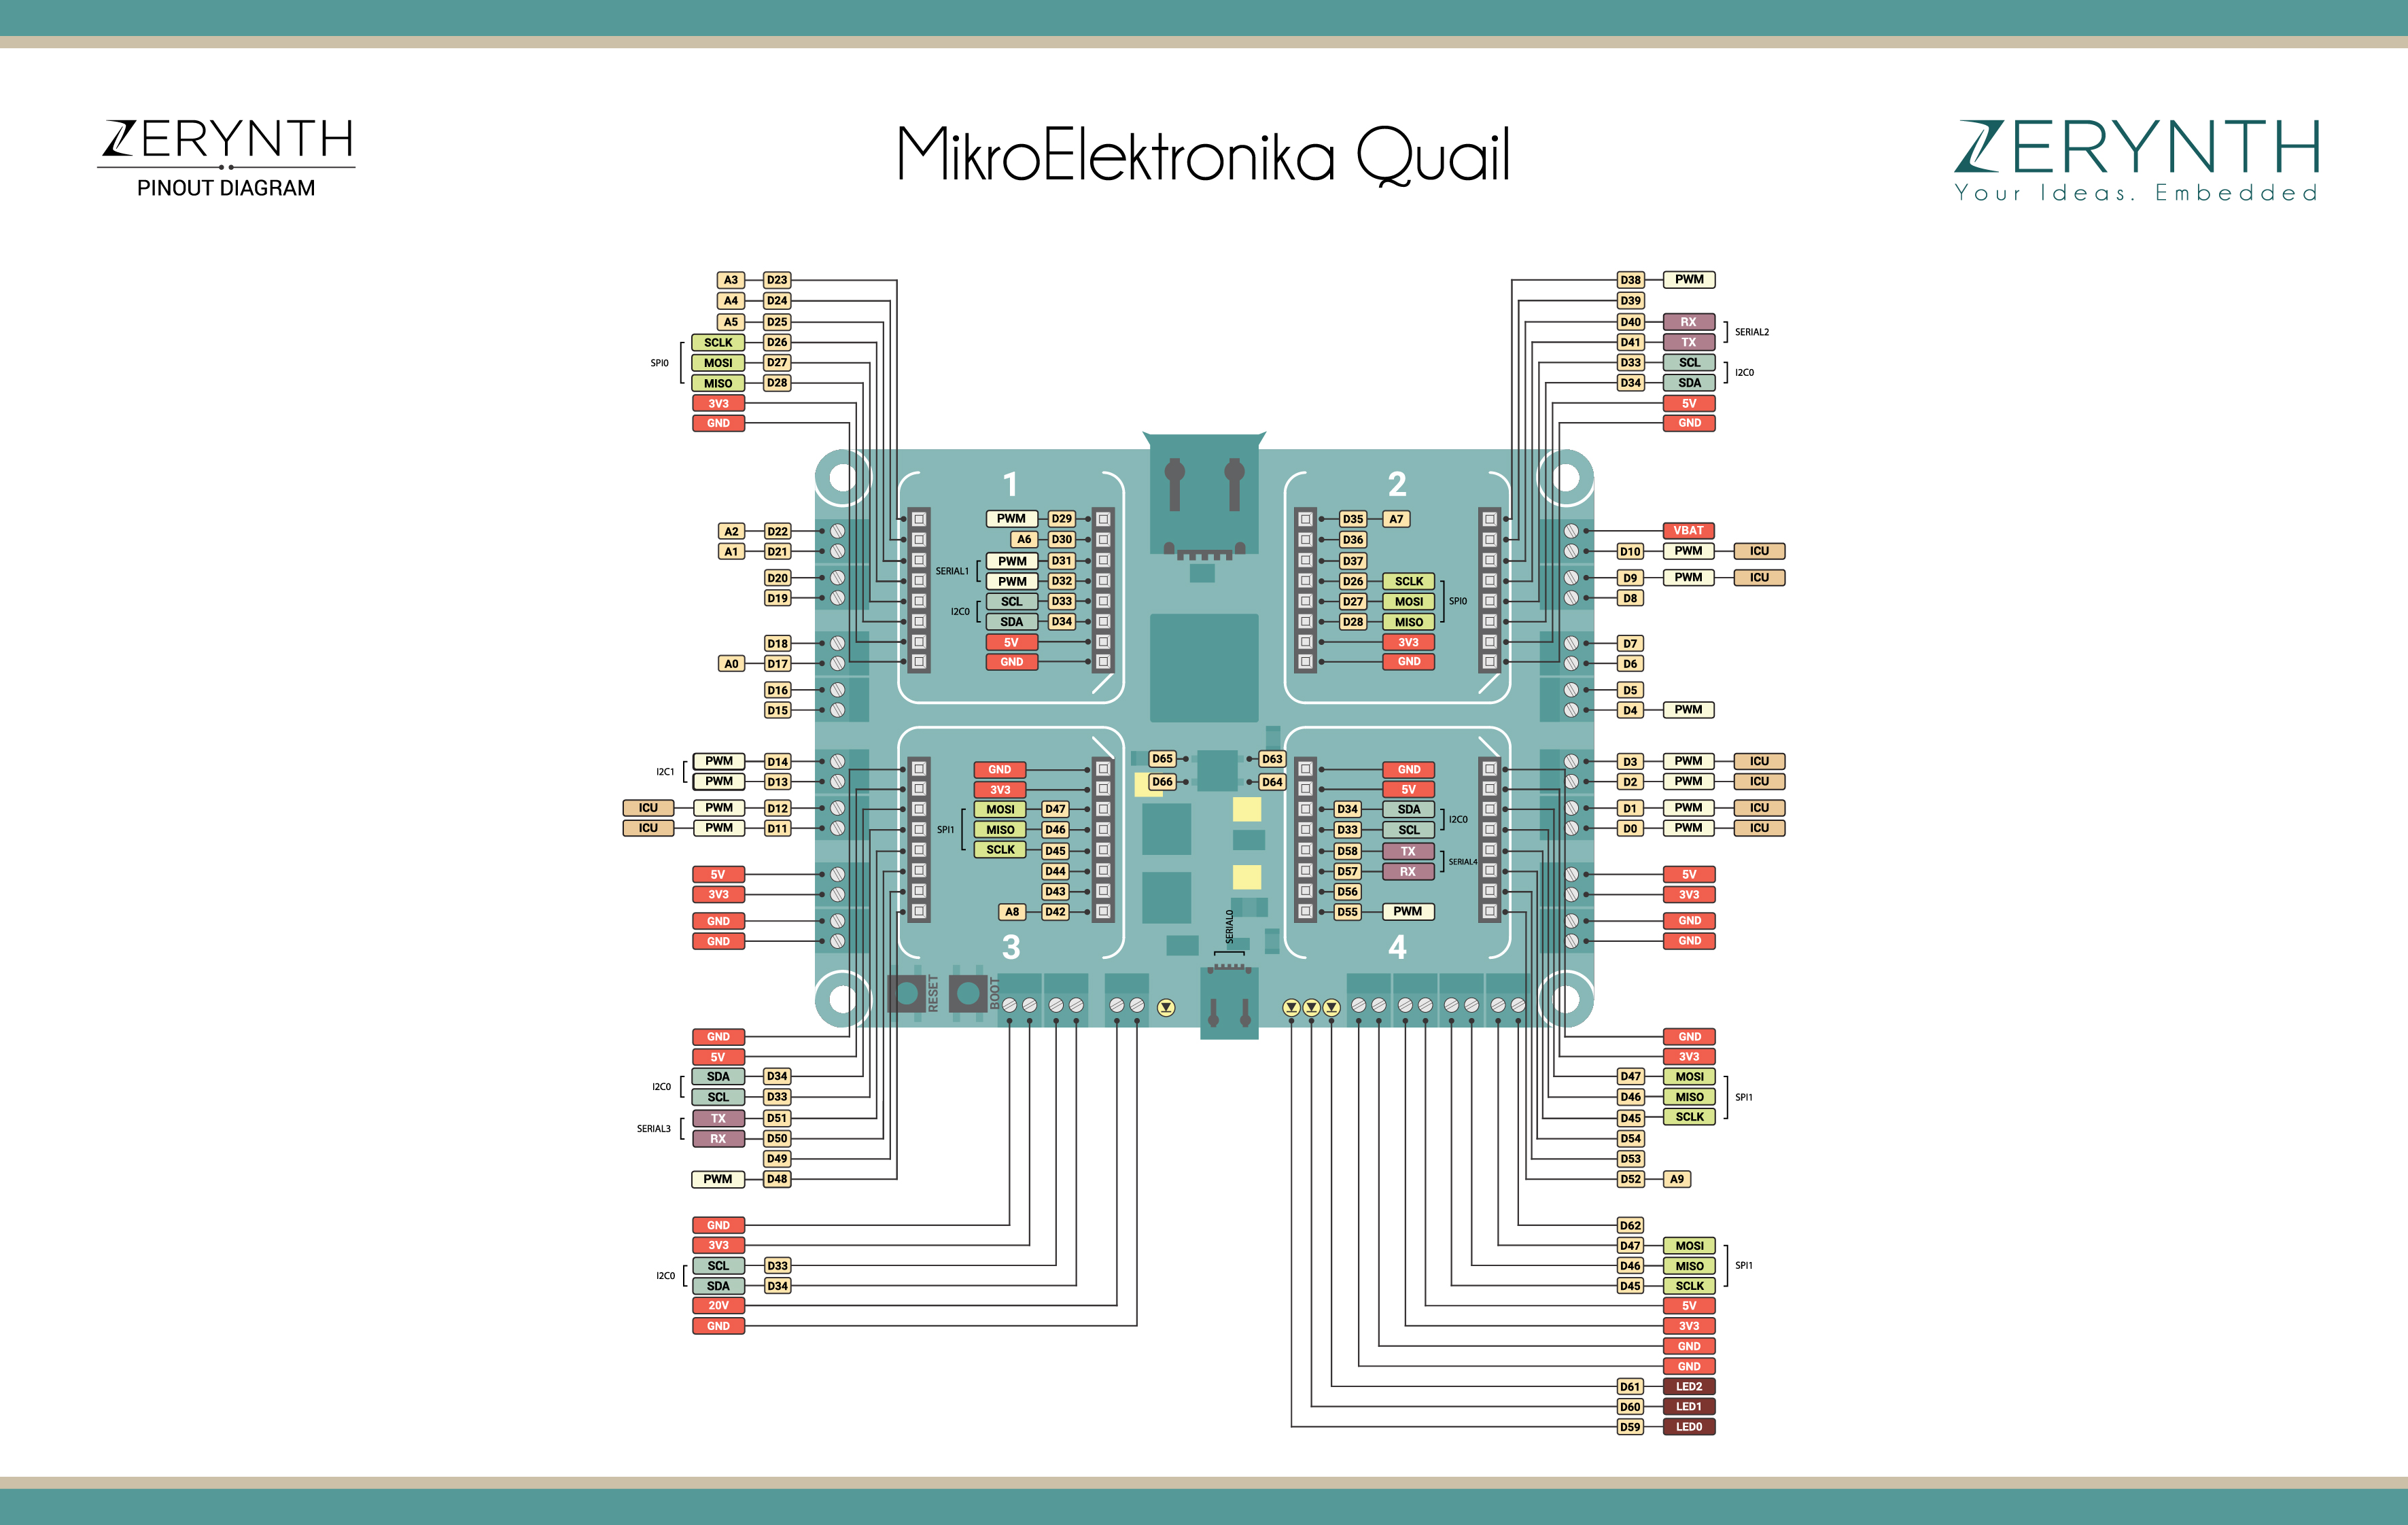 ZERYNTH
PINOUT DIAGRAM
MikroElektronika Quail
ZERYNTH
Your Ideas. Embedded
A3 D23
A4 D24
A5 D25
SPI0
SCLK D26
MOSI D27
MISO D28
3V3
GND
D38 PWM
D39
D40 RX
D41 TX
SERIAL2
D33 SCL
D34 SDA
I2C0
5V
GND
A2 D22
A1 D21
D20
D19
D18
A0 D17
D16
D15
I2C1
PWM D14
PWM D13
ICU PWM D12
ICU PWM D11
5V
3V3
GND
GND
1
PWM D29
A6 D30
SERIAL1
PWM D31
PWM D32
I2C0
SCL D33
SDA D34
5V
GND
2
D35 A7
D36
D37
D26 SCLK
D27 MOSI
D28 MISO
SPI0
3V3
GND
VBAT
D10 PWM ICU
D9 PWM ICU
D8
D7
D6
D5
D4 PWM
D3 PWM ICU
D2 PWM ICU
D1 PWM ICU
D0 PWM ICU
5V
3V3
GND
GND
GND
3V3
SPI1
MOSI D47
MISO D46
SCLK D45
D44
D43
A8 D42
3
D65 D63
D66 D64
GND
5V
D34 SDA
D33 SCL
I2C0
D58 TX
D57 RX
SERIAL4
D56
D55 PWM
4
SERIAL0
RESET
BOOT
GND
5V
I2C0
SDA D34
SCL D33
SERIAL3
TX D51
RX D50
D49
PWM D48
GND
3V3
I2C0
SCL D33
SDA D34
20V
GND
GND
3V3
D47 MOSI
D46 MISO
D45 SCLK
SPI1
D54
D53
D52 A9
D62
D47 MOSI
D46 MISO
D45 SCLK
SPI1
5V
3V3
GND
GND
D61 LED2
D60 LED1
D59 LED0